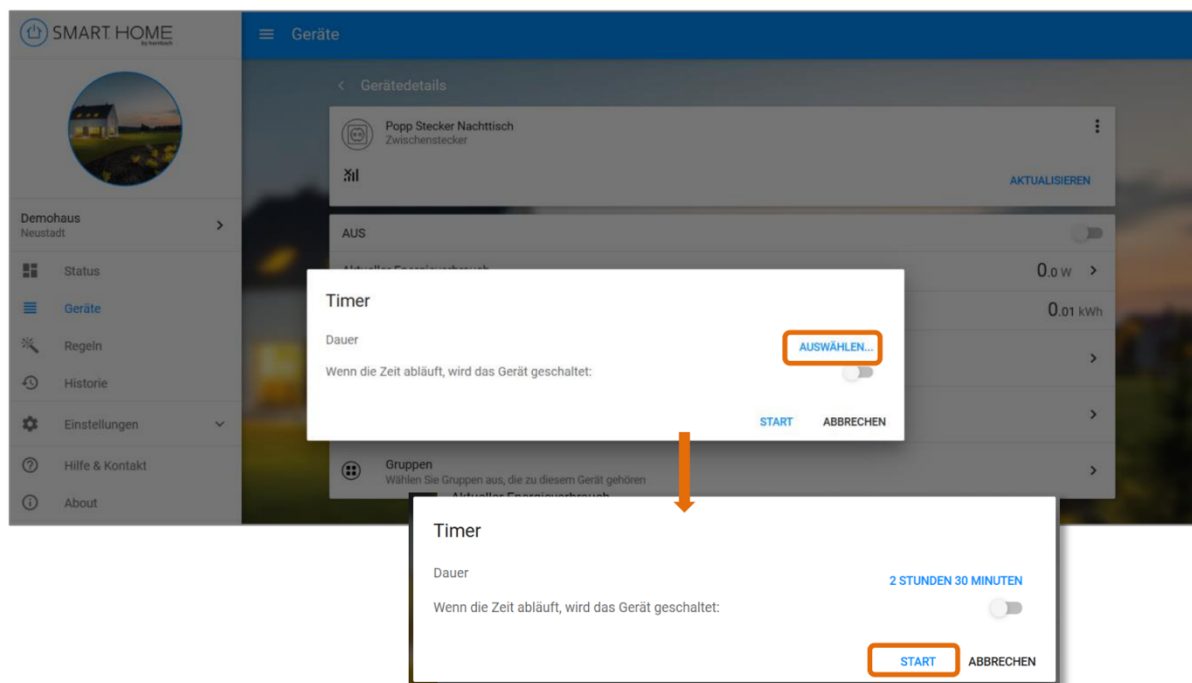 SMART HOME
by hornbach
Geräte
Gerätedetails
Popp Stecker Nachttisch
Zwischenstecker
AKTUALISIEREN
Demohaus
Neustadt
AUS
Status
Aktueller Energieverbrauch
0.0 W
Geräte
0.01 kWh
Regeln
Historie
Einstellungen
Hilfe & Kontakt
About
Timer
Dauer
AUSWÄHLEN...
Wenn die Zeit abläuft, wird das Gerät geschaltet:
START ABBRECHEN
Gruppen
Wählen Sie Gruppen aus, die zu diesem Gerät gehören
Aktueller Energieverbrauch
Timer
Dauer
2 STUNDEN 30 MINUTEN
Wenn die Zeit abläuft, wird das Gerät geschaltet:
START ABBRECHEN